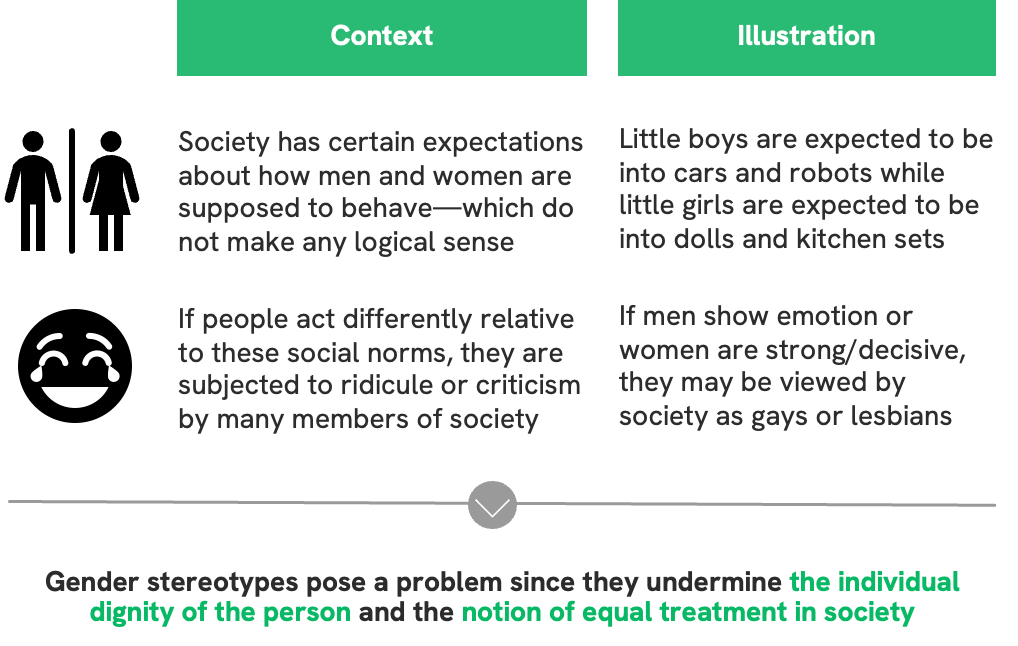 Context
Illustration
Society has certain expectations
about how men and women are
supposed to behave—which do
not make any logical sense
Little boys are expected to be
into cars and robots while
little girls are expected to be
into dolls and kitchen sets
If people act differently relative
to these social norms, they are
subjected to ridicule or criticism
by many members of society
If men show emotion or
women are strong/decisive,
they may be viewed by
society as gays or lesbians
Gender stereotypes pose a problem since they undermine the individual
dignity of the person and the notion of equal treatment in society